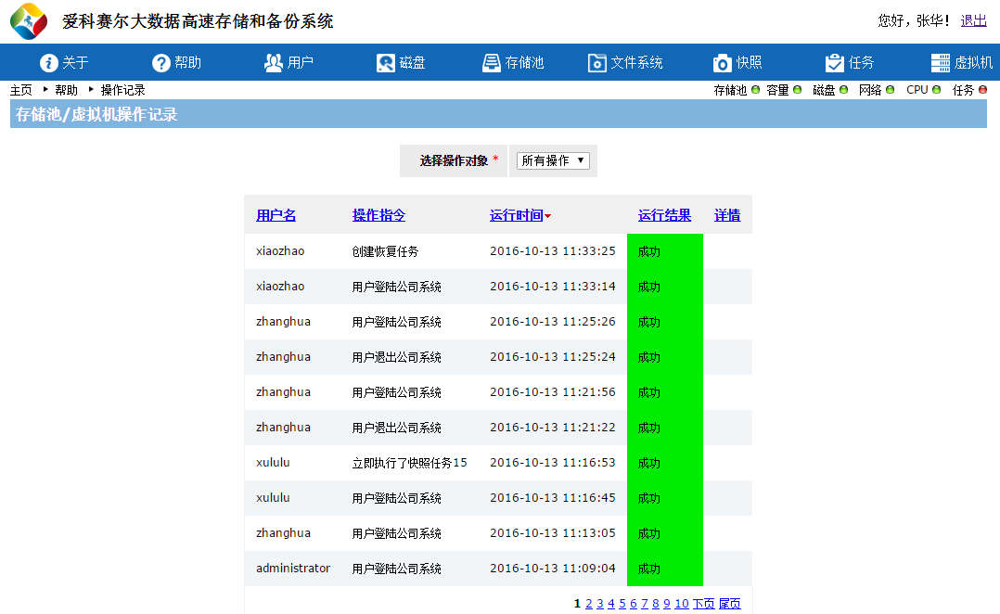 爱科赛尔大数据高速存储和备份系统 您好，张华！ 退出
关于 帮助 用户 磁盘 存储池 文件系统 快照 任务 虚拟机
主页 帮助 操作记录 存储池 容量 磁盘 网络 CPU 任务
存储池/虚拟机操作记录
选择操作对象 * 所有操作
用户名 操作指令 运行时间 运行结果 详情
xiaozhao 创建恢复任务 2016-10-13 11:33:25 成功
xiaozhao 用户登陆公司系统 2016-10-13 11:33:14 成功
zhanghua 用户登陆公司系统 2016-10-13 11:25:26 成功
zhanghua 用户退出公司系统 2016-10-13 11:25:24 成功
zhanghua 用户登陆公司系统 2016-10-13 11:21:56 成功
zhanghua 用户退出公司系统 2016-10-13 11:21:22 成功
xululu 立即执行了快照任务15 2016-10-13 11:16:53 成功
xululu 用户登陆公司系统 2016-10-13 11:16:45 成功
zhanghua 用户登陆公司系统 2016-10-13 11:13:05 成功
administrator 用户登陆公司系统 2016-10-13 11:09:04 成功
1 2 3 4 5 6 7 8 9 10 下页 尾页